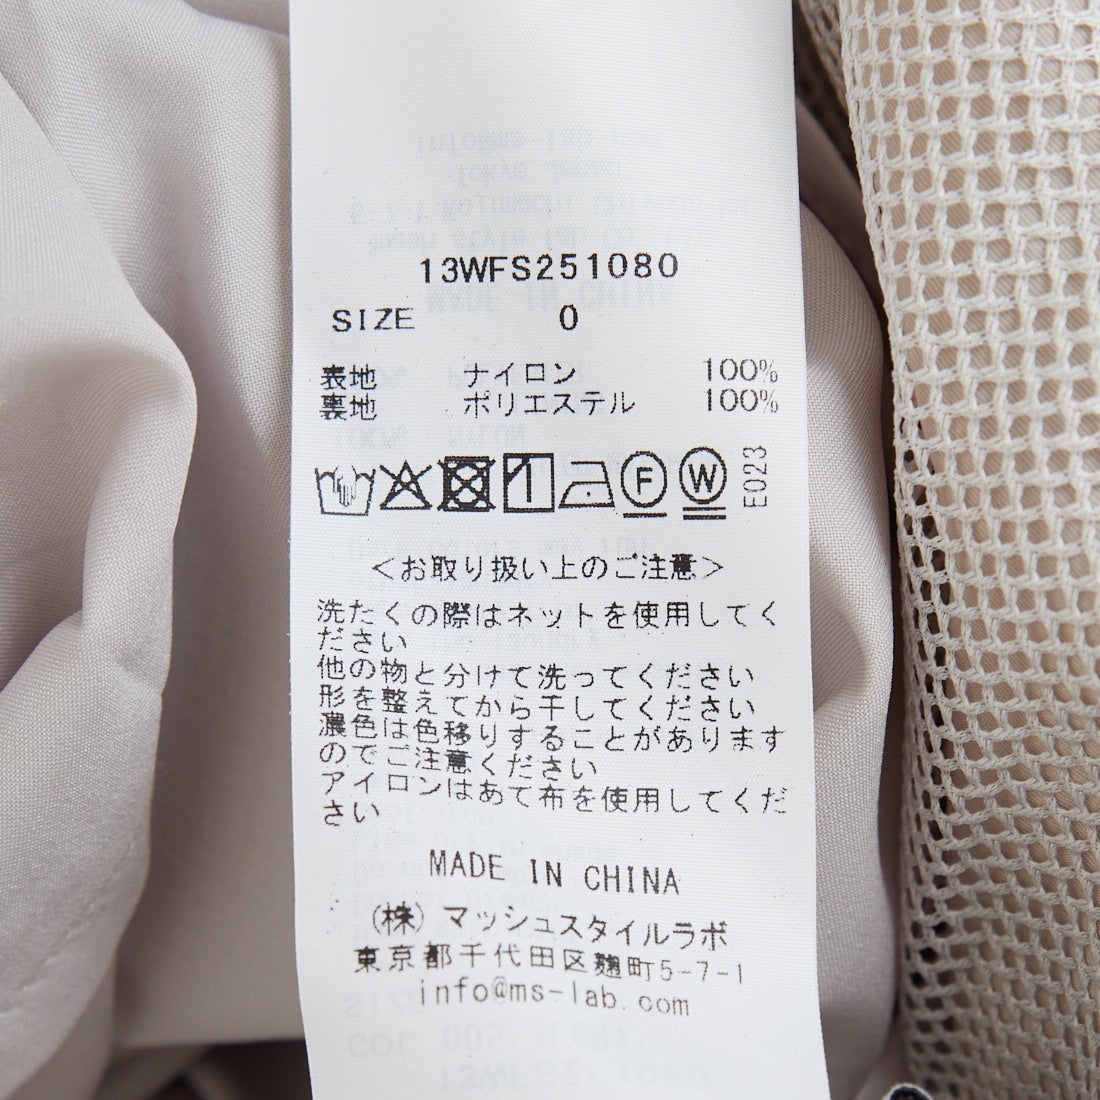 13WFS251080
SIZE 0
表地 ナイロン 100%
裏地 ポリエステル 100%
F W E023
<お取り扱い上のご注意>
洗たくの際はネットを使用してく
ださい
他の物と分けて洗ってください
形を整えてから干してください
濃色は色移りすることがあります
のでご注意ください
アイロンはあて布を使用してくだ
さい
MADE IN CHINA
(株)マッシュスタイルラボ
東京都千代田区麹町5-7-1
info@ms-lab.com